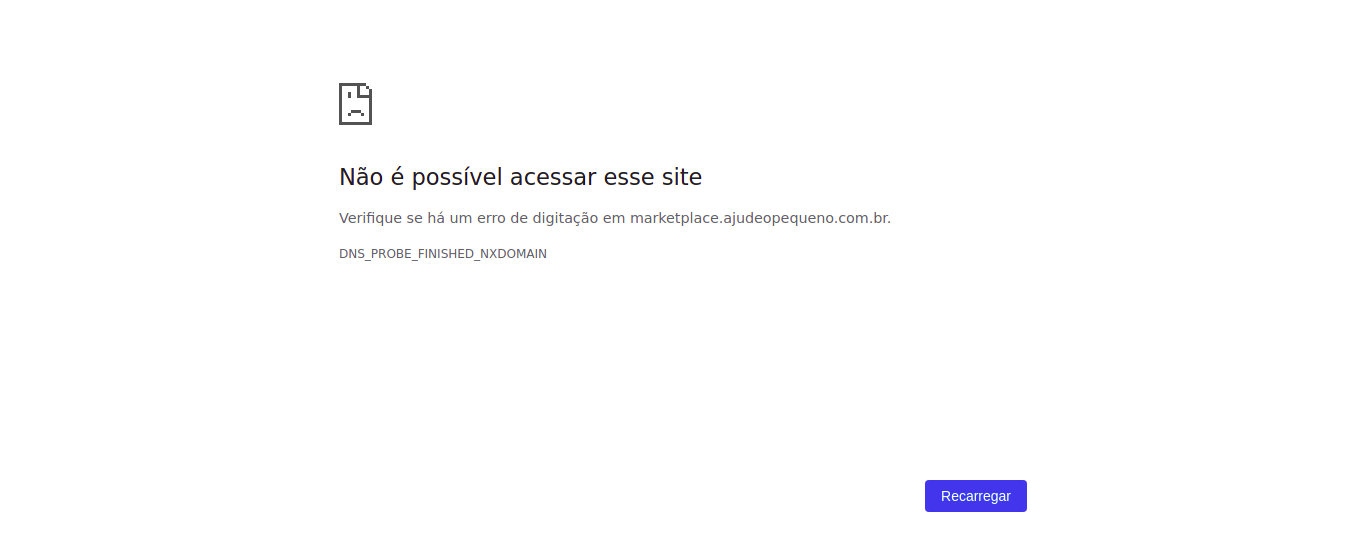 Não é possível acessar esse site
Verifique se há um erro de digitação em marketplace.ajudeopequeno.com.br.
DNS_PROBE_FINISHED_NXDOMAIN
Recarregar